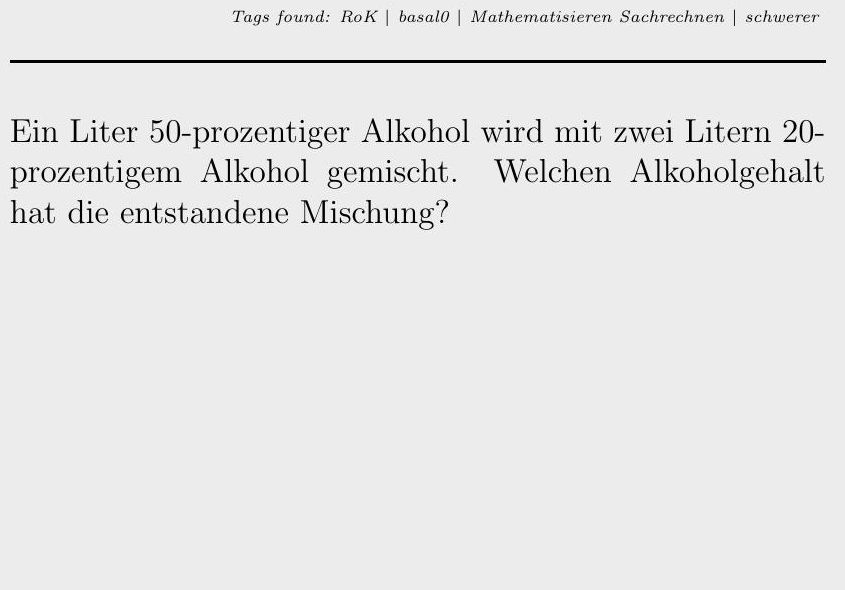 Tags found: RoK | basal0 | Mathematisieren Sachrechnen | schwerer
Ein Liter 50-prozentiger Alkohol wird mit zwei Litern 20-
prozentigem Alkohol gemischt. Welchen Alkoholgehalt
hat die entstandene Mischung?